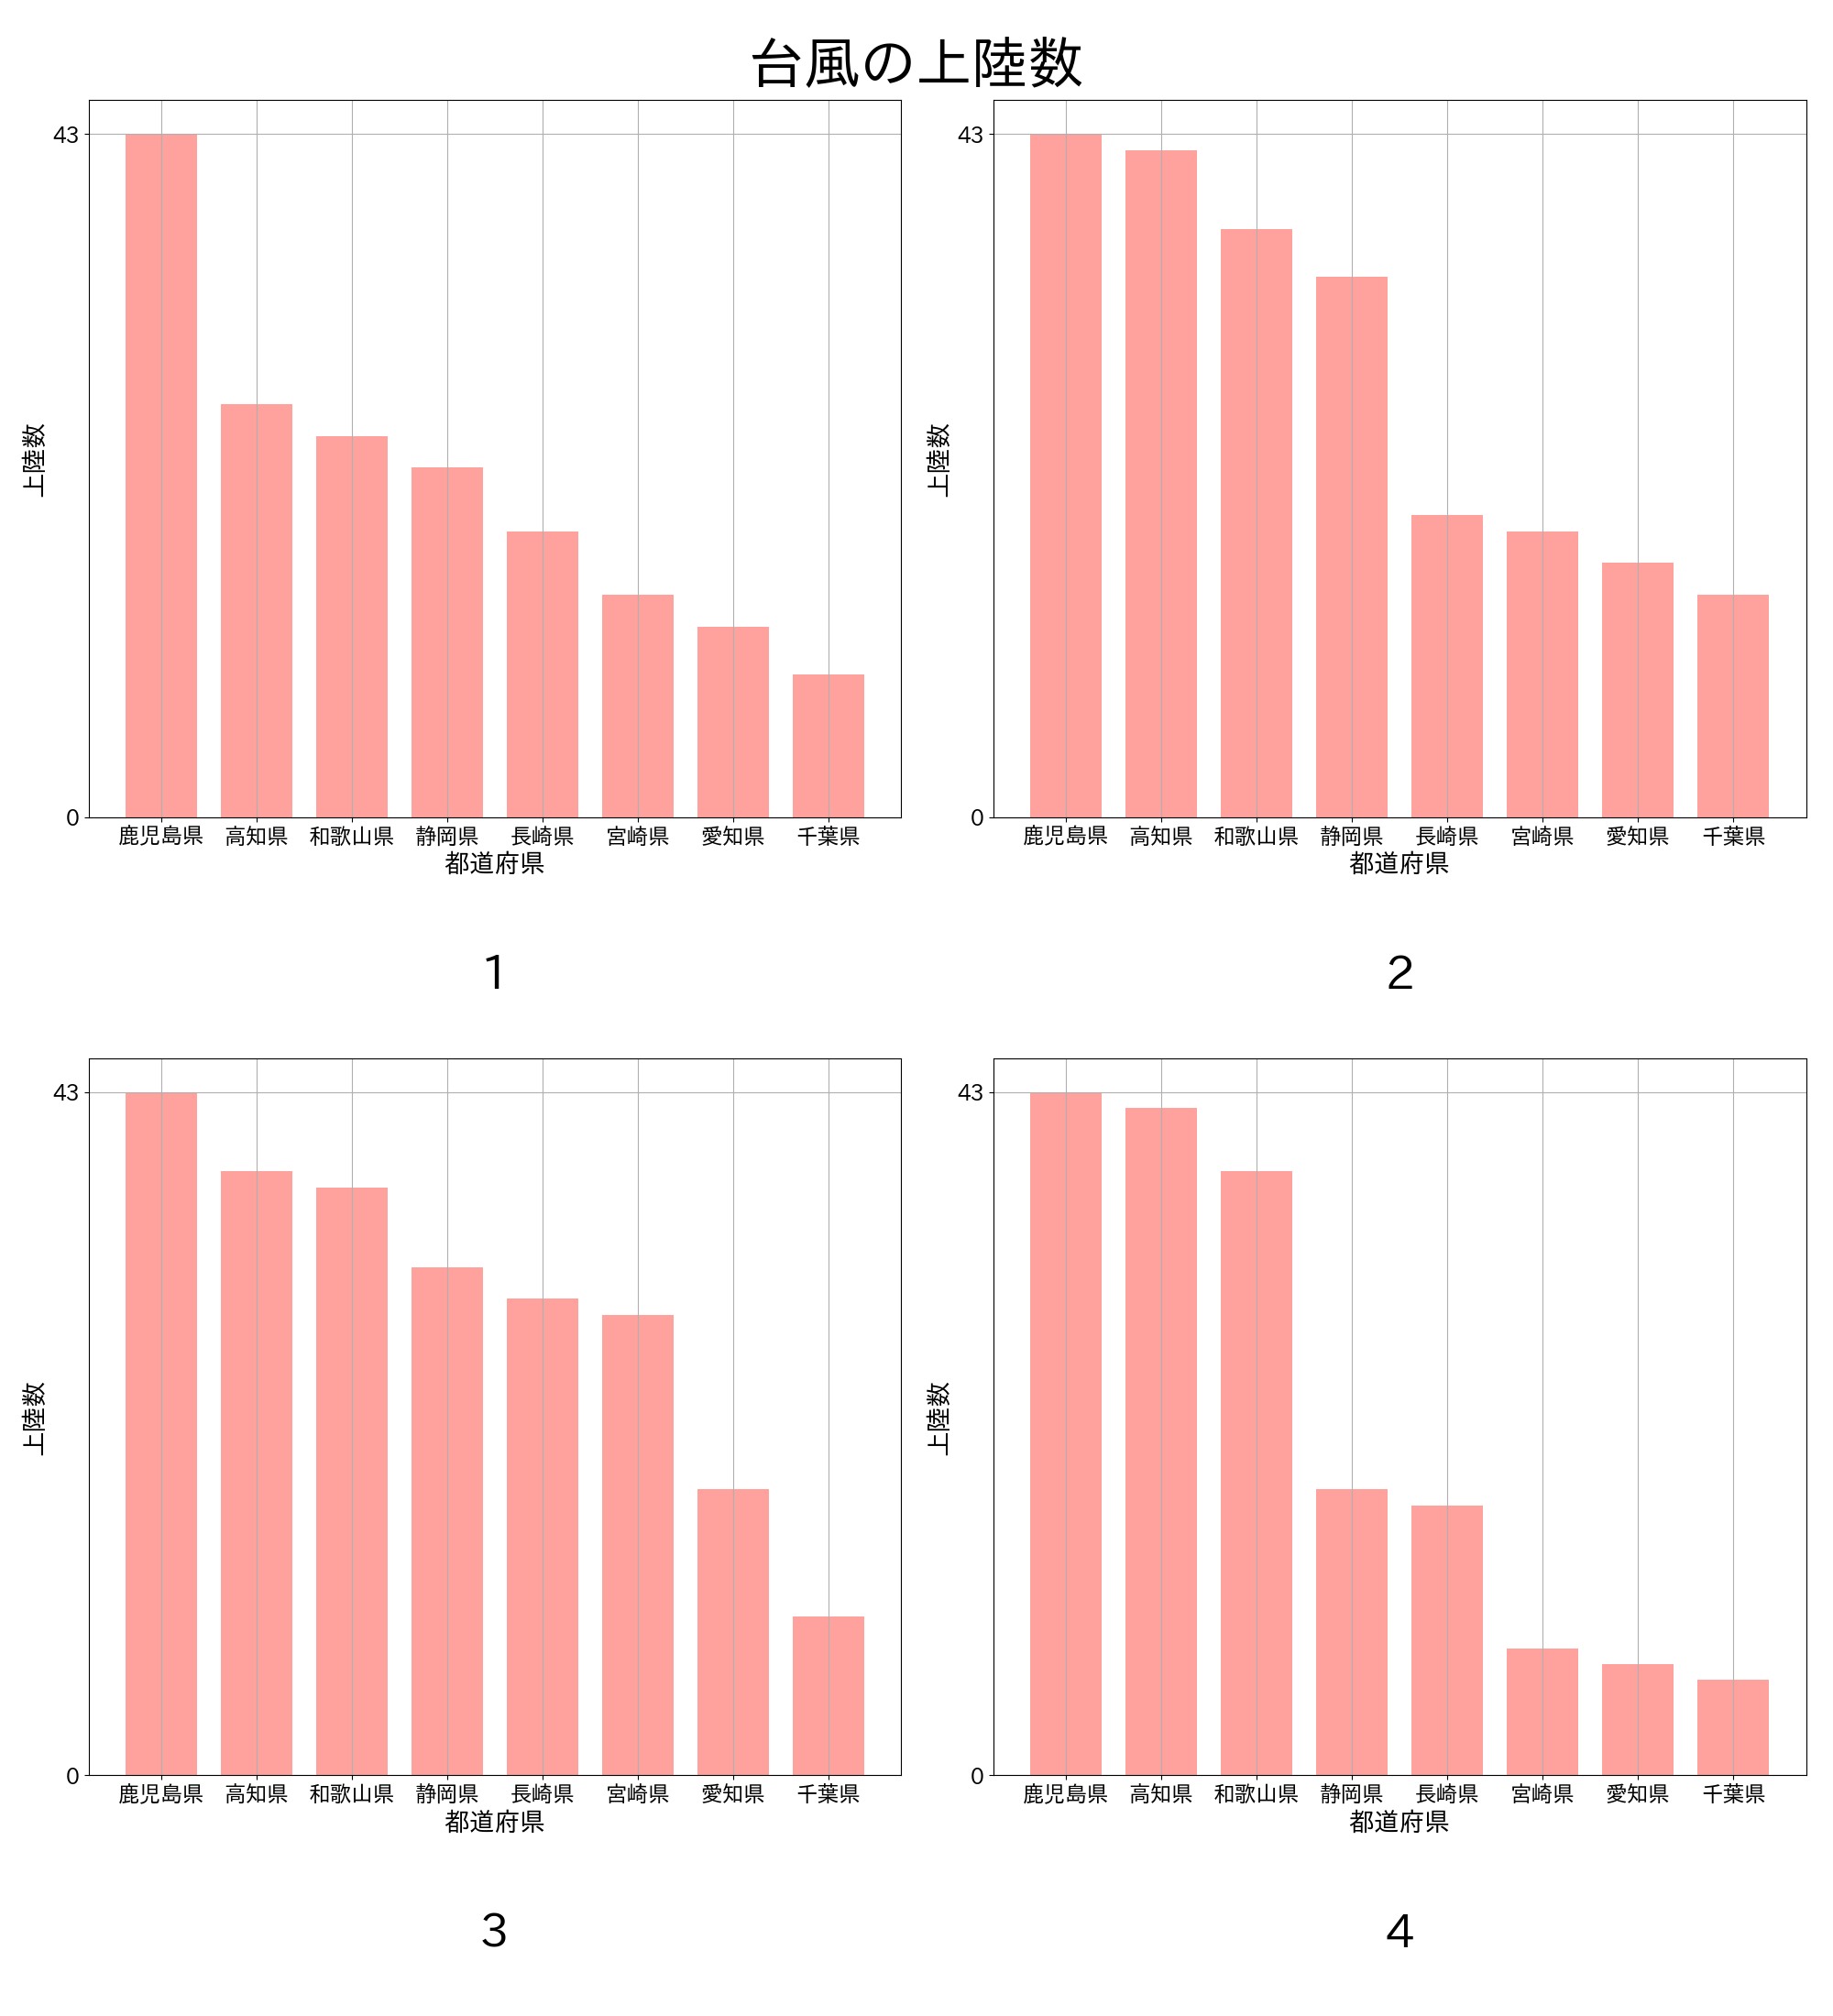 台風の上陸数
43
0
上陸数
鹿児島県 高知県 和歌山県 静岡県 長崎県 宮崎県 愛知県 千葉県
都道府県
1
43
0
上陸数
鹿児島県 高知県 和歌山県 静岡県 長崎県 宮崎県 愛知県 千葉県
都道府県
2
43
0
上陸数
鹿児島県 高知県 和歌山県 静岡県 長崎県 宮崎県 愛知県 千葉県
都道府県
3
43
0
上陸数
鹿児島県 高知県 和歌山県 静岡県 長崎県 宮崎県 愛知県 千葉県
都道府県
4